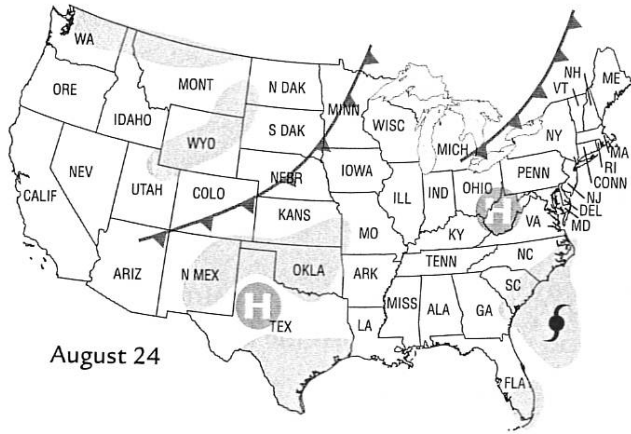 WA
MONT
N DAK
MINN
ORE
IDAHO
S DAK
WISC
MICH
NH
VT
ME
NY
WYO
NEBR
IOWA
NEV
UTAH
COLO
ILL
IND
OHIO
PENN
MA
RI
CONN
NJ
DEL
MD
CALIF
KANS
MO
KY
VA
ARIZ
N MEX
OKLA
ARK
TENN
NC
SC
H
H
TEX
LA
MISS
ALA
GA
FLA
August 24